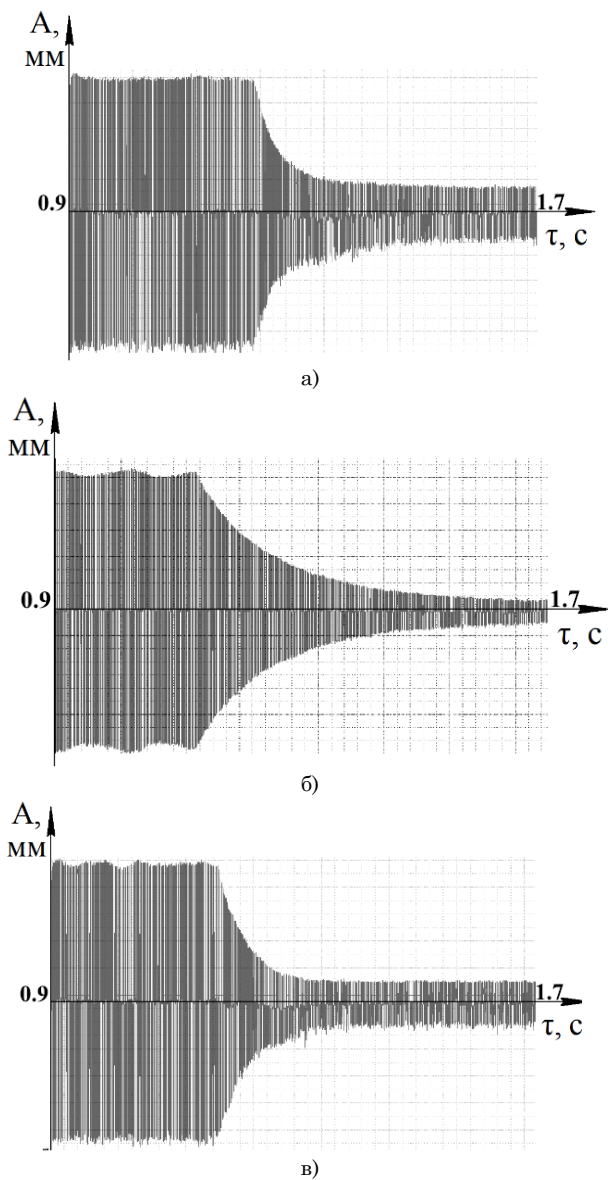 А,
мм
0.9
1.7
τ, с
а)
А,
мм
0.9
1.7
τ, с
б)
А,
мм
0.9
1.7
τ, с
в)